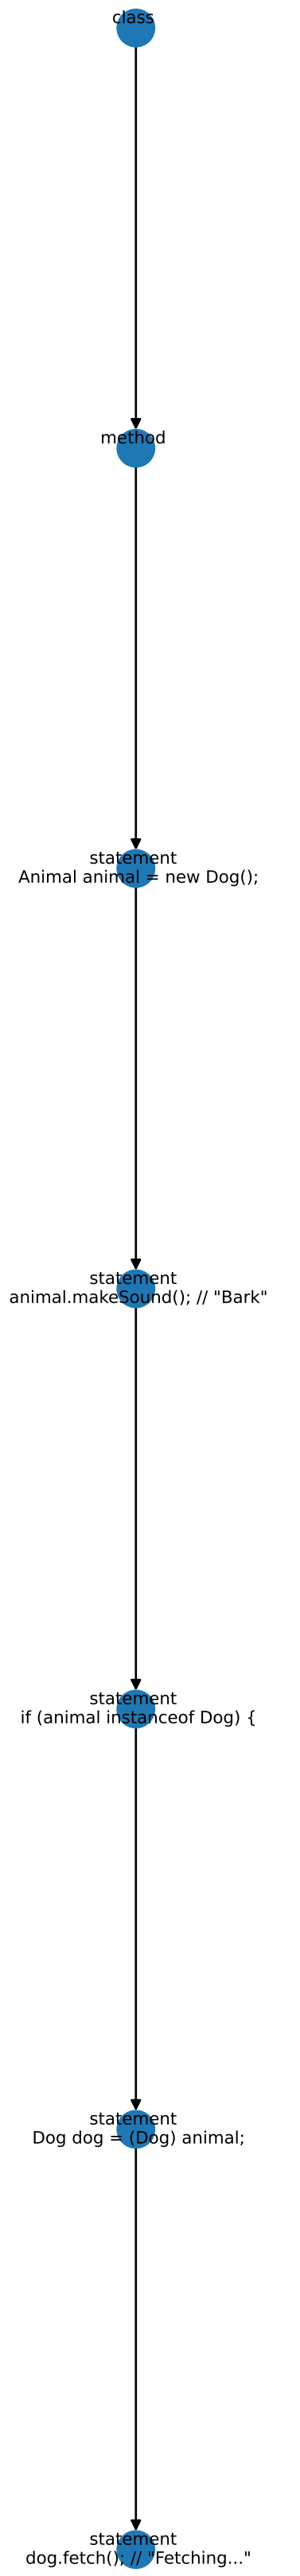 class
method
statement
Animal animal = new Dog();
statement
animal.makeSound(); // "Bark"
statement
if (animal instanceof Dog) {
statement
Dog dog = (Dog) animal;
statement
dog.fetch(); // "Fetching..."